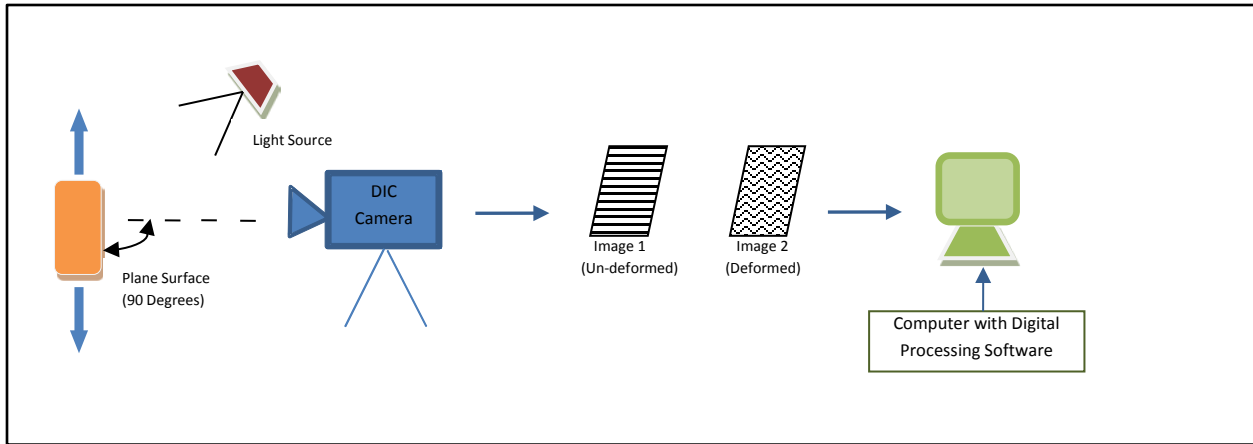 Light Source
DIC
Camera
Plane Surface
(90 Degrees)
Image 1
(Un-deformed)
Image 2
(Deformed)
Computer with Digital
Processing Software